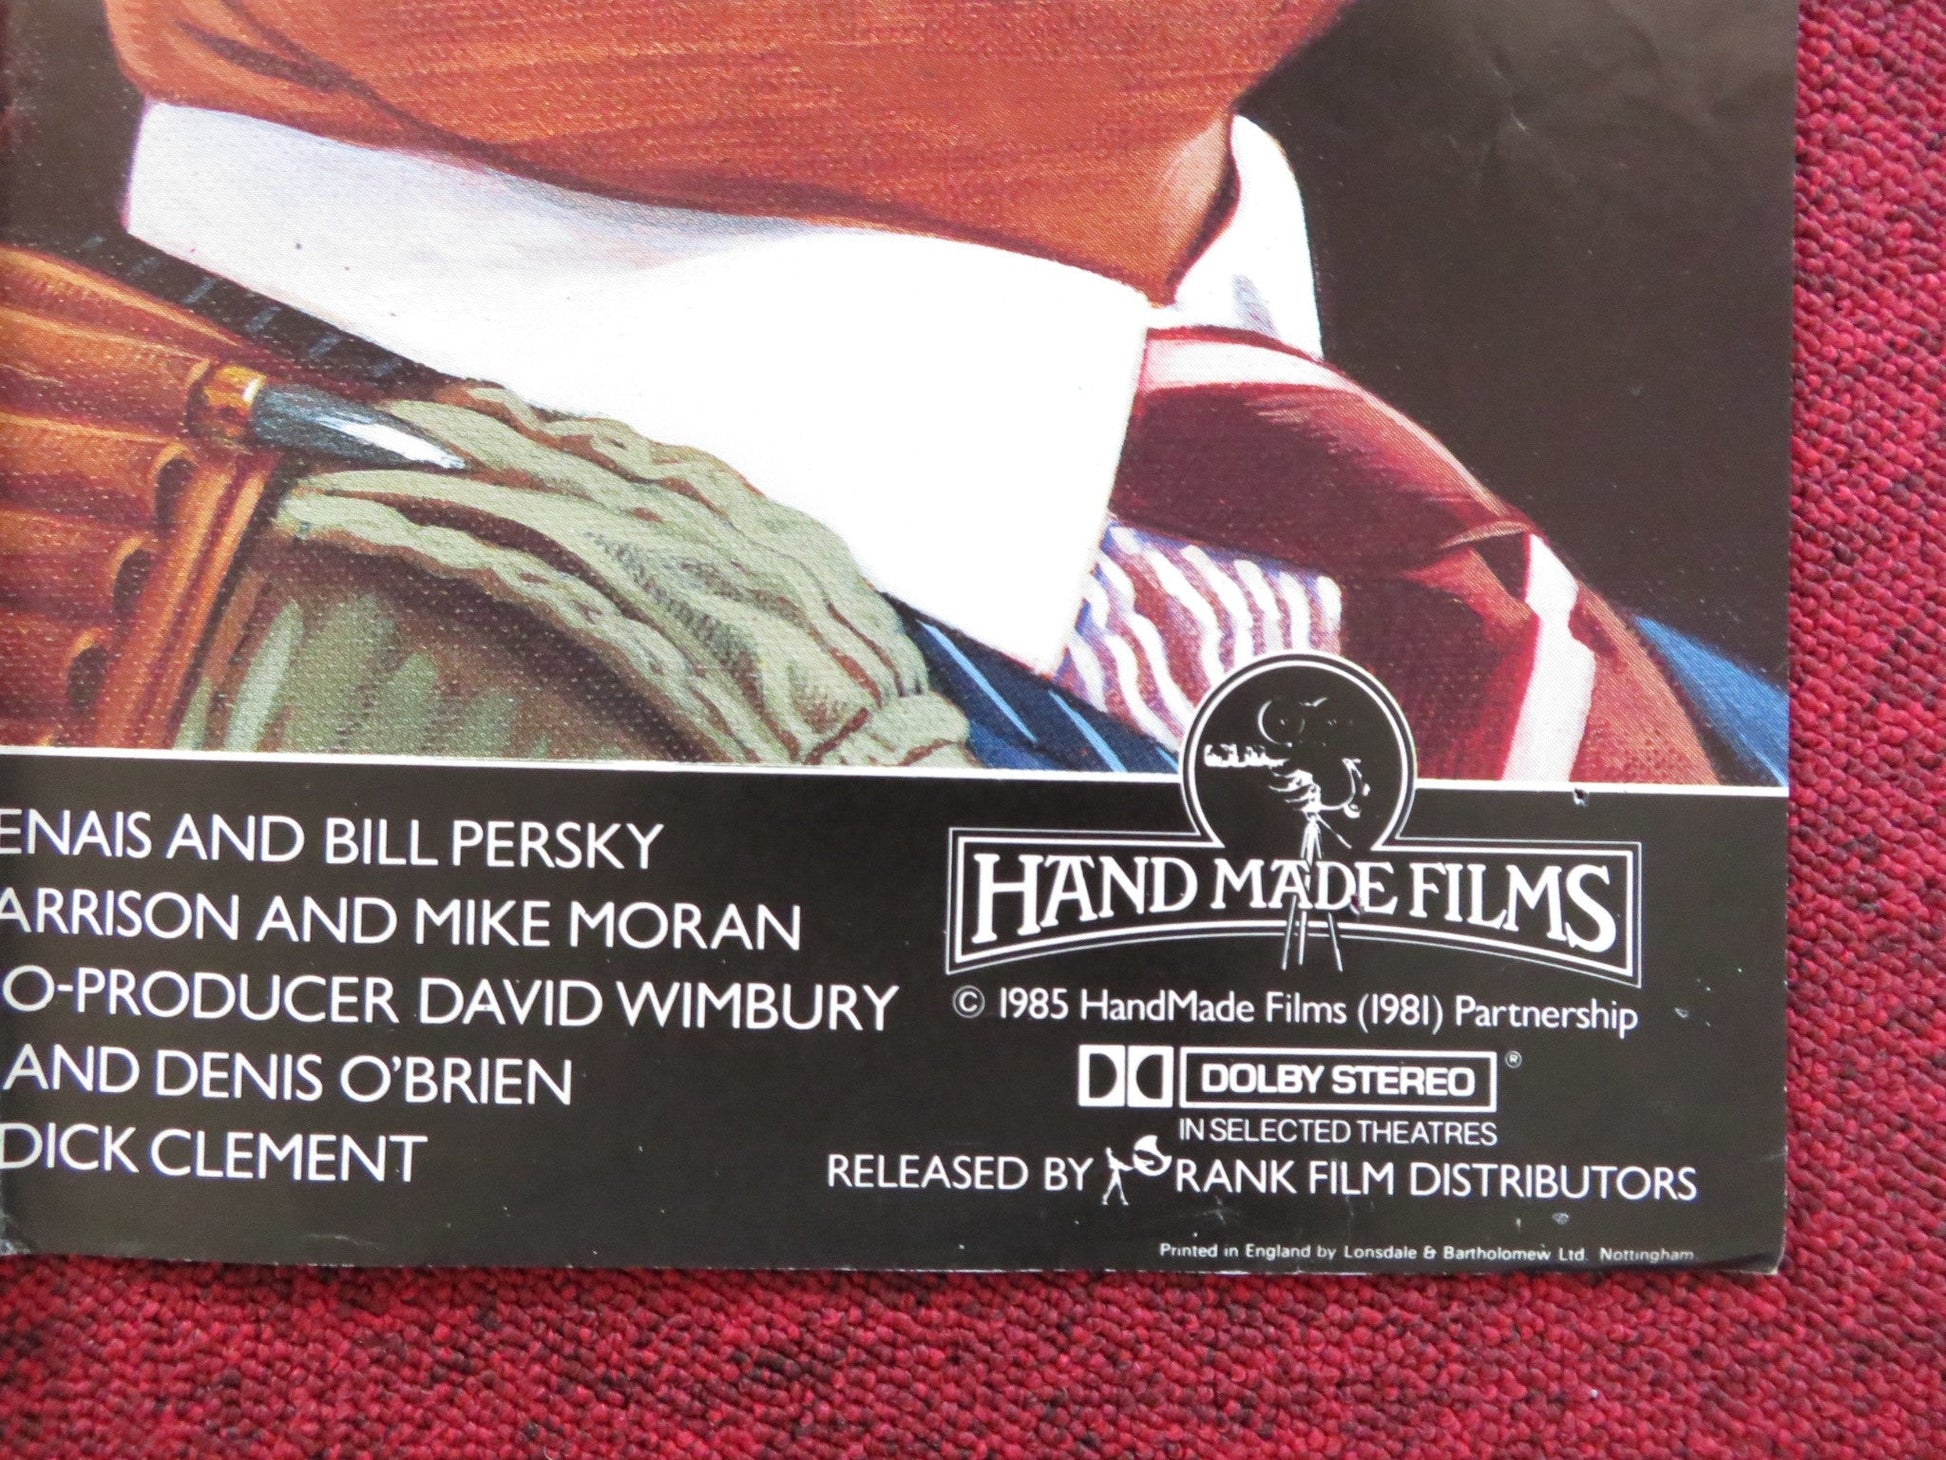 ENAIS AND BILL PERSKY
ARRISON AND MIKE MORAN
O-PRODUCER DAVID WIMBURY
AND DENIS O'BRIEN
DICK CLEMENT
HAND MADE FILMS
© 1985 HandMade Films (1981) Partnership
DOLBY STEREO ®
IN SELECTED THEATRES
RELEASED BY RANK FILM DISTRIBUTORS
Printed in England by Lonsdale & Bartholomew Ltd. Nottingham.